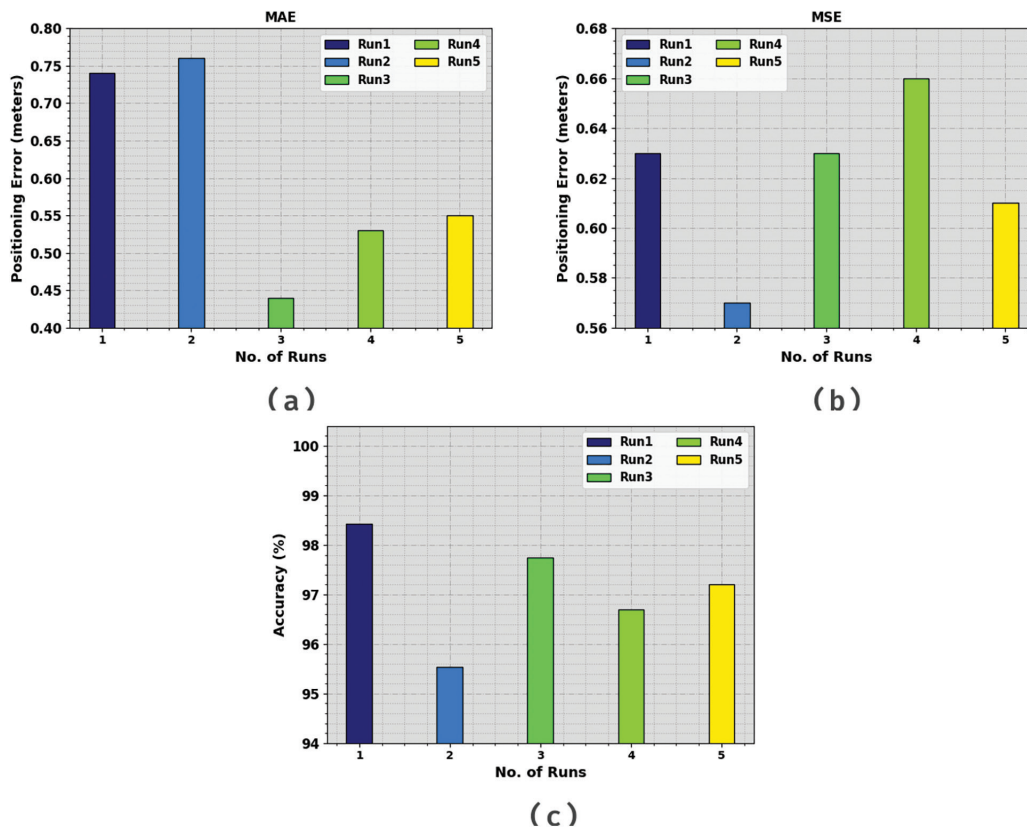 MAE
0.80
0.75
0.70
0.65
0.60
0.55
0.50
0.45
0.40
Positioning Error (meters)
Run1 Run4
Run2 Run5
Run3
1 2 3 4 5
No. of Runs
(a)
MSE
0.68
0.66
0.64
0.62
0.60
0.58
0.56
Positioning Error (meters)
Run1 Run4
Run2 Run5
Run3
1 2 3 4 5
No. of Runs
(b)
100
99
98
97
96
95
94
Accuracy (%)
Run1 Run4
Run2 Run5
Run3
1 2 3 4 5
No. of Runs
(c)